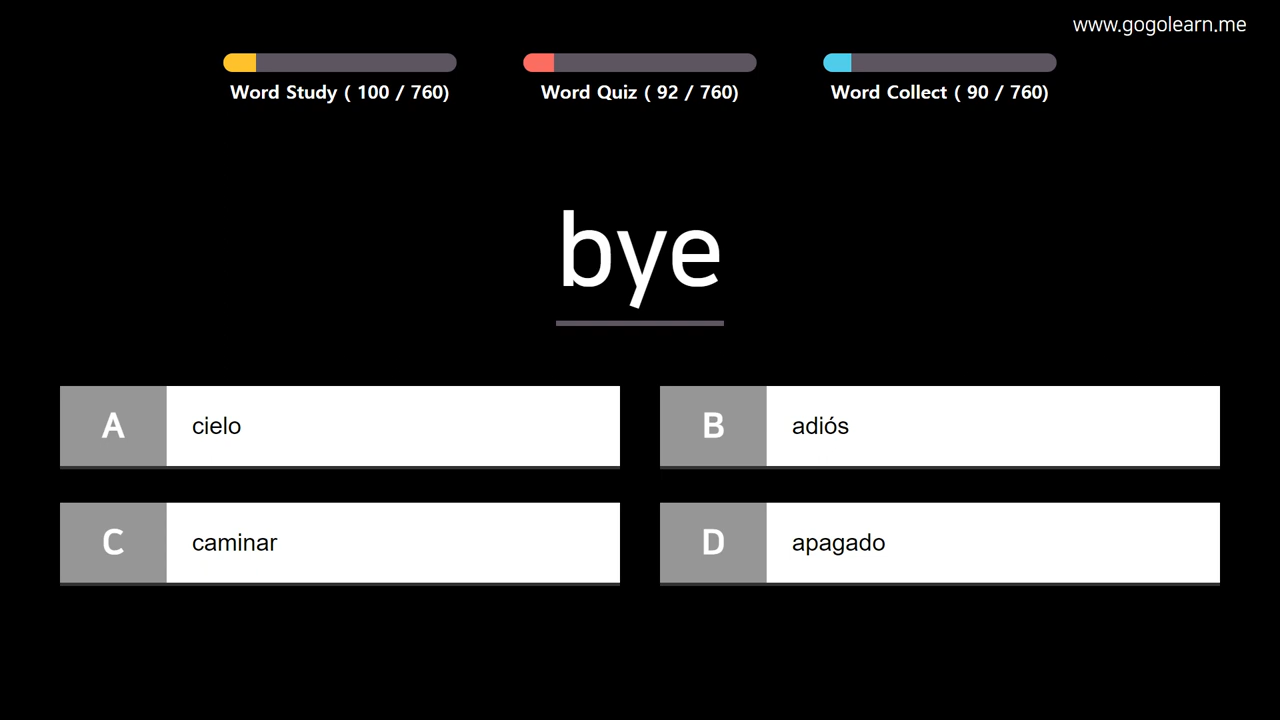 www.gogolearn.me
Word Study ( 100 / 760)
Word Quiz ( 92 / 760)
Word Collect ( 90 / 760)
bye
A cielo
B adiós
C caminar
D apagado